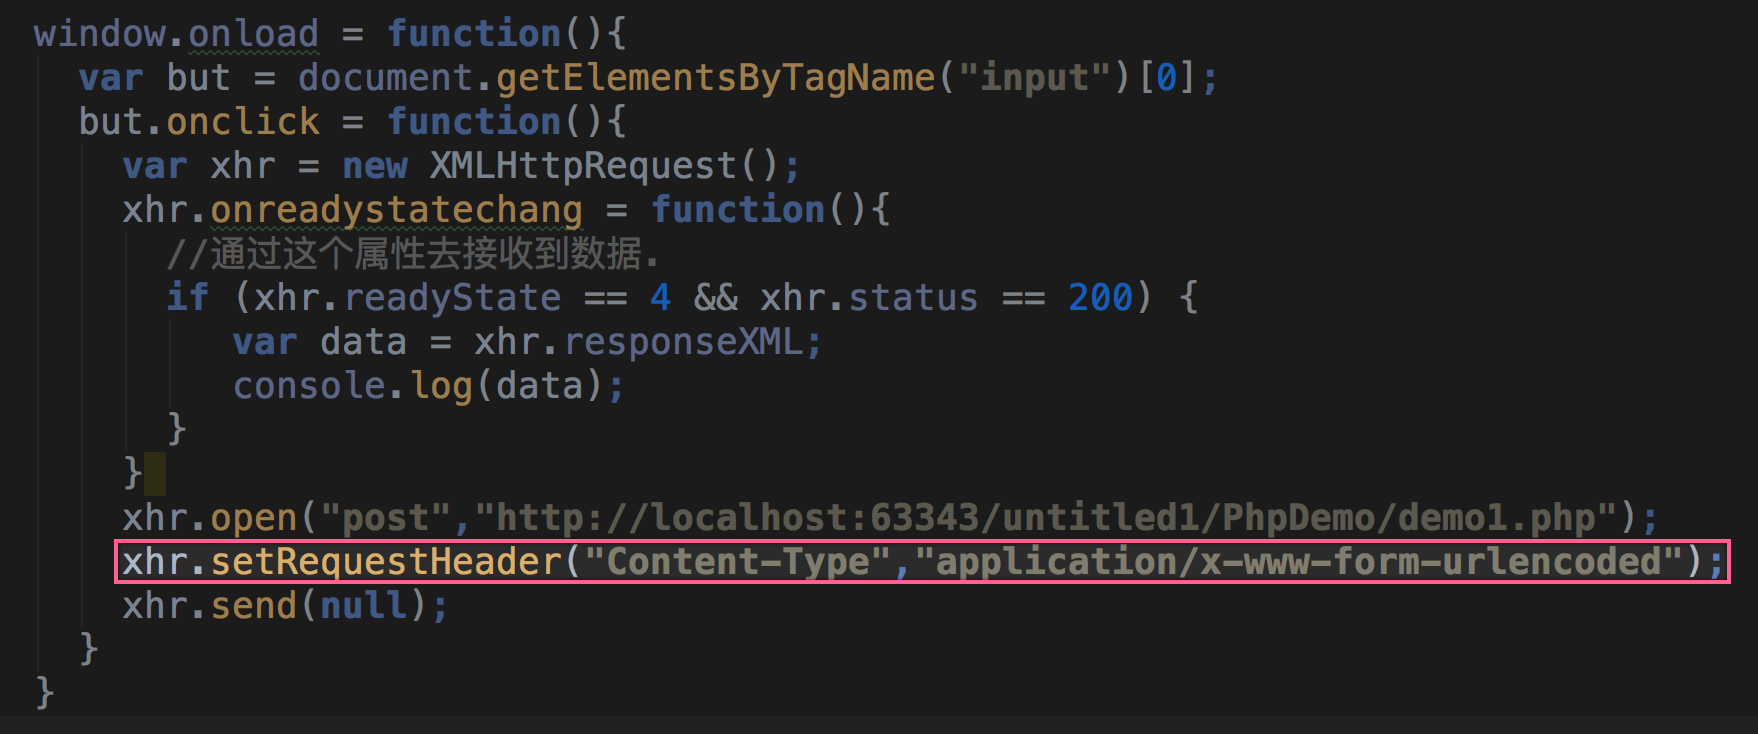 window.onload = function(){
var but = document.getElementsByTagName("input")[0];
but.onclick = function(){
var xhr = new XMLHttpRequest();
xhr.onreadystatechang = function(){
//通过这个属性去接收到数据.
if (xhr.readyState == 4 && xhr.status == 200) {
var data = xhr.responseXML;
console.log(data);
}
}
xhr.open("post","http://localhost:63343/untitled1/PhpDemo/demo1.php");
xhr.setRequestHeader("Content-Type","application/x-www-form-urlencoded");
xhr.send(null);
}
}